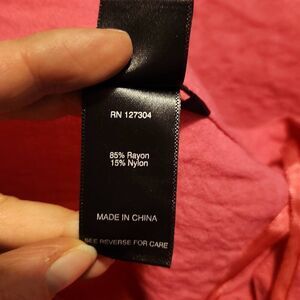 RN 127304
85% Rayon
15% Nylon
MADE IN CHINA
SEE REVERSE FOR CARE